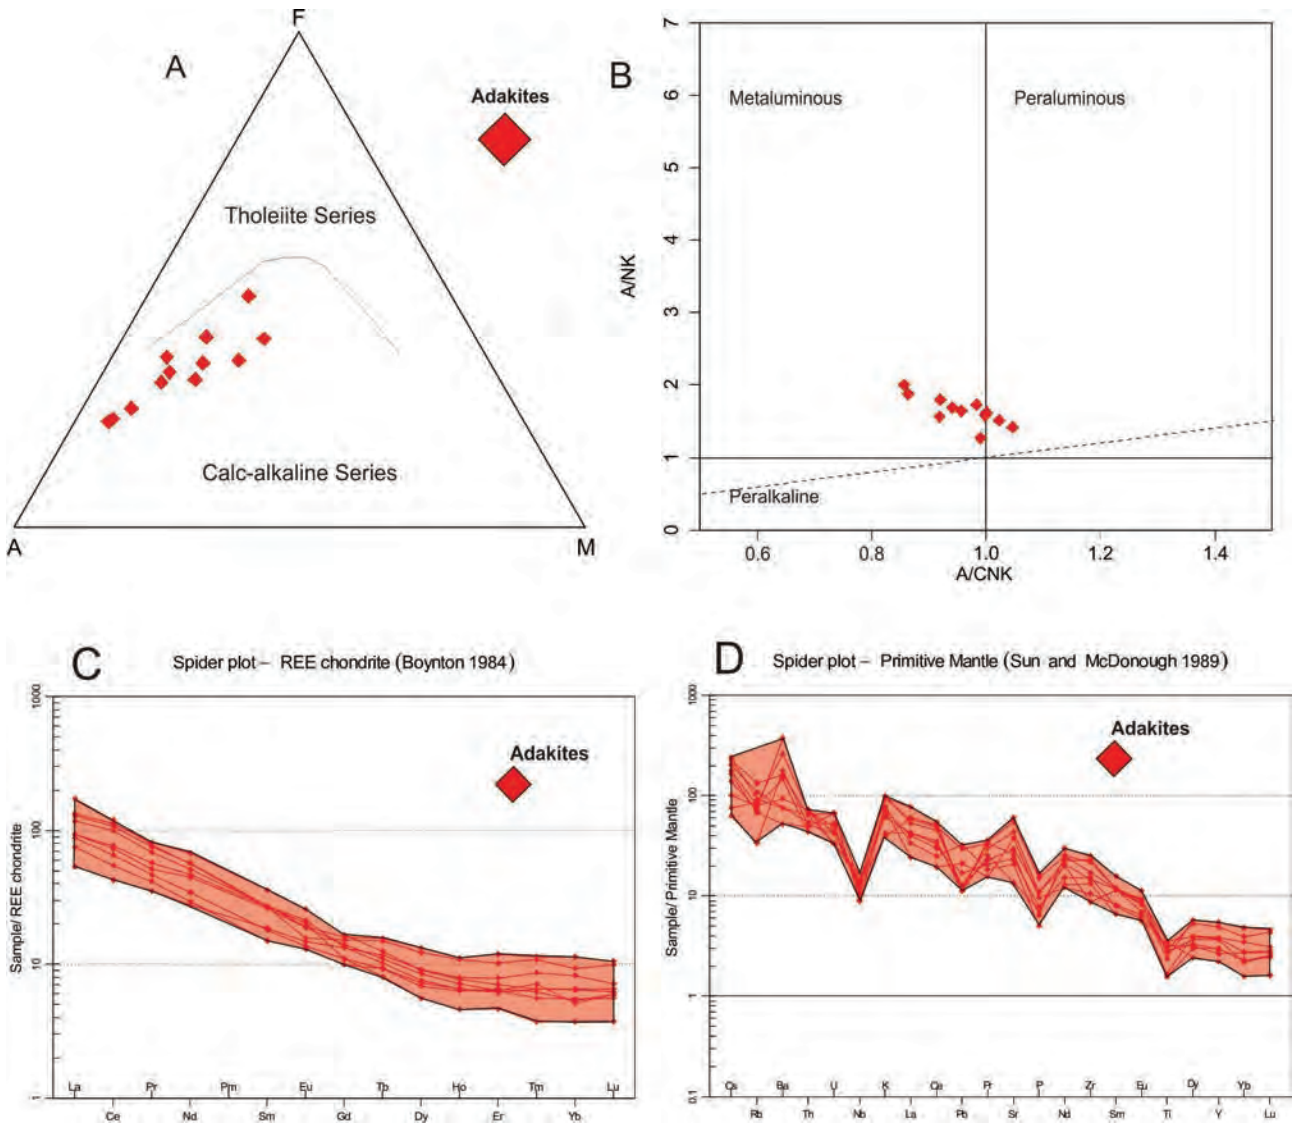 A
F
Adakites
Tholeiite Series
Calc-alkaline Series
A
M
B
7
6
5
4
3
2
1
0
A/NK
Metaluminous
Peraluminous
Peralkaline
0.6
0.8
1.0
1.2
1.4
A/CNK
C
Spider plot – REE chondrite (Boynton 1984)
Adakites
Sample/ REE chondrite
1000
100
10
1
La
Pr
Pm
Eu
Tb
Ho
Tm
Lu
Ce
Nd
Sm
Gd
Dy
Er
Yb
D
Spider plot – Primitive Mantle (Sun and McDonough 1989)
Adakites
Sample/ Primitive Mantle
1000
100
10
1
0.1
Cs
Ba
U
K
Ce
Pr
P
Zr
Eu
Dy
Yb
Rb
Th
Nb
La
Pb
Sr
Nd
Sm
Ti
Y
Lu